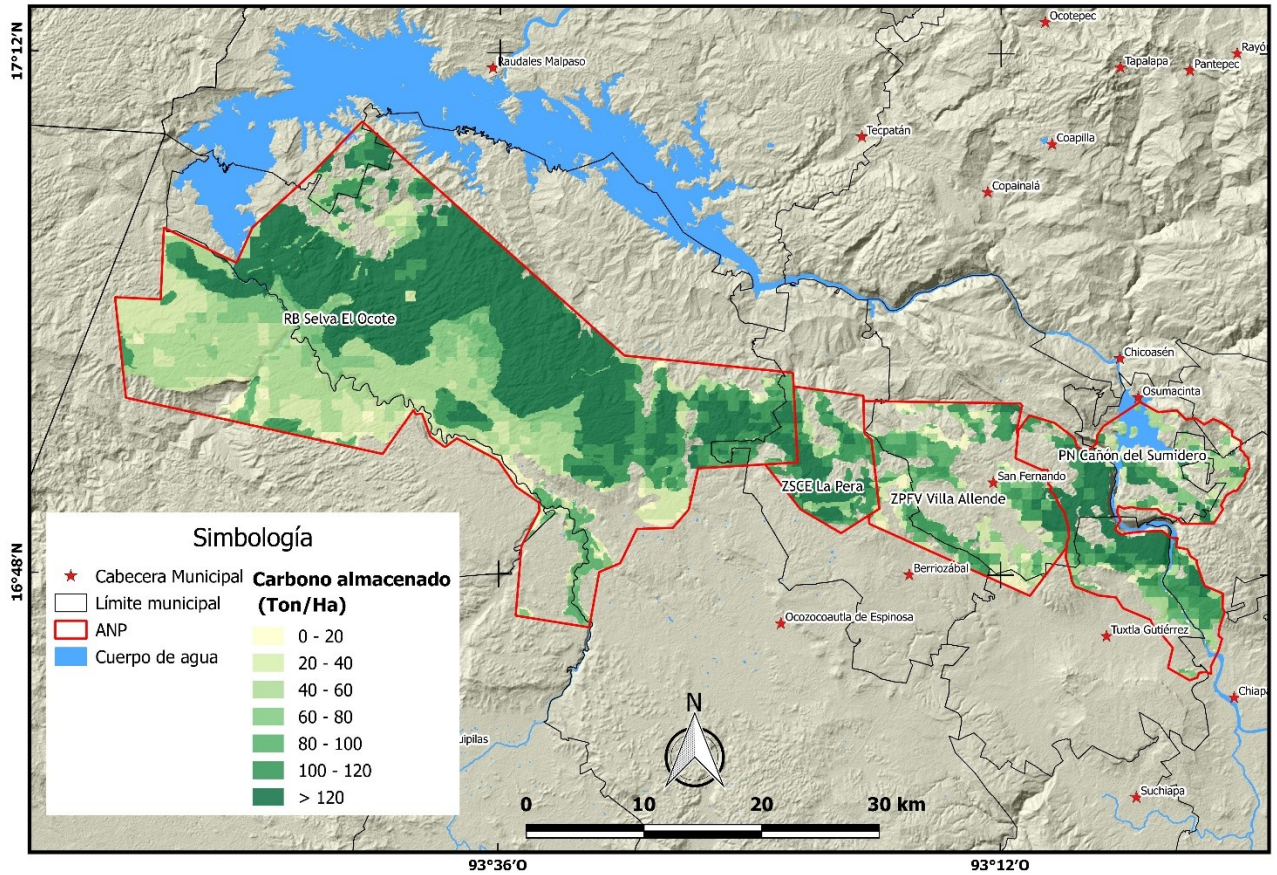 Ocotepec
17°12′N
Raudales Malpaso
Tapalapa
Pantepec
Rayó
Tecpatán
Coapilla
Copainalá
RB Selva El Ocote
Chicoasén
Osumacinta
PN Cañón del Sumidero
San Fernando
ZSCE La Pera
ZPFV Villa Allende
16°48′N
Berriozábal
Ocozocoautla de Espinosa
Tuxtla Gutiérrez
Chiapa
uipilas
Suchiapa
Simbología
Cabecera Municipal
Límite municipal
ANP
Cuerpo de agua
Carbono almacenado
(Ton/Ha)
0 - 20
20 - 40
40 - 60
60 - 80
80 - 100
100 - 120
> 120
N
0 10 20 30 km
93°36′O
93°12′O